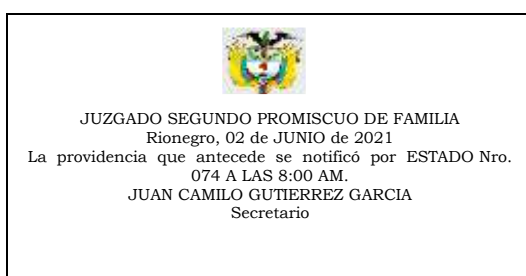 JUZGADO SEGUNDO PROMISCUO DE FAMILIA
Rionegro, 02 de JUNIO de 2021
La providencia que antecede se notificó por ESTADO Nro.
074 A LAS 8:00 AM.
JUAN CAMILO GUTIERREZ GARCIA
Secretario